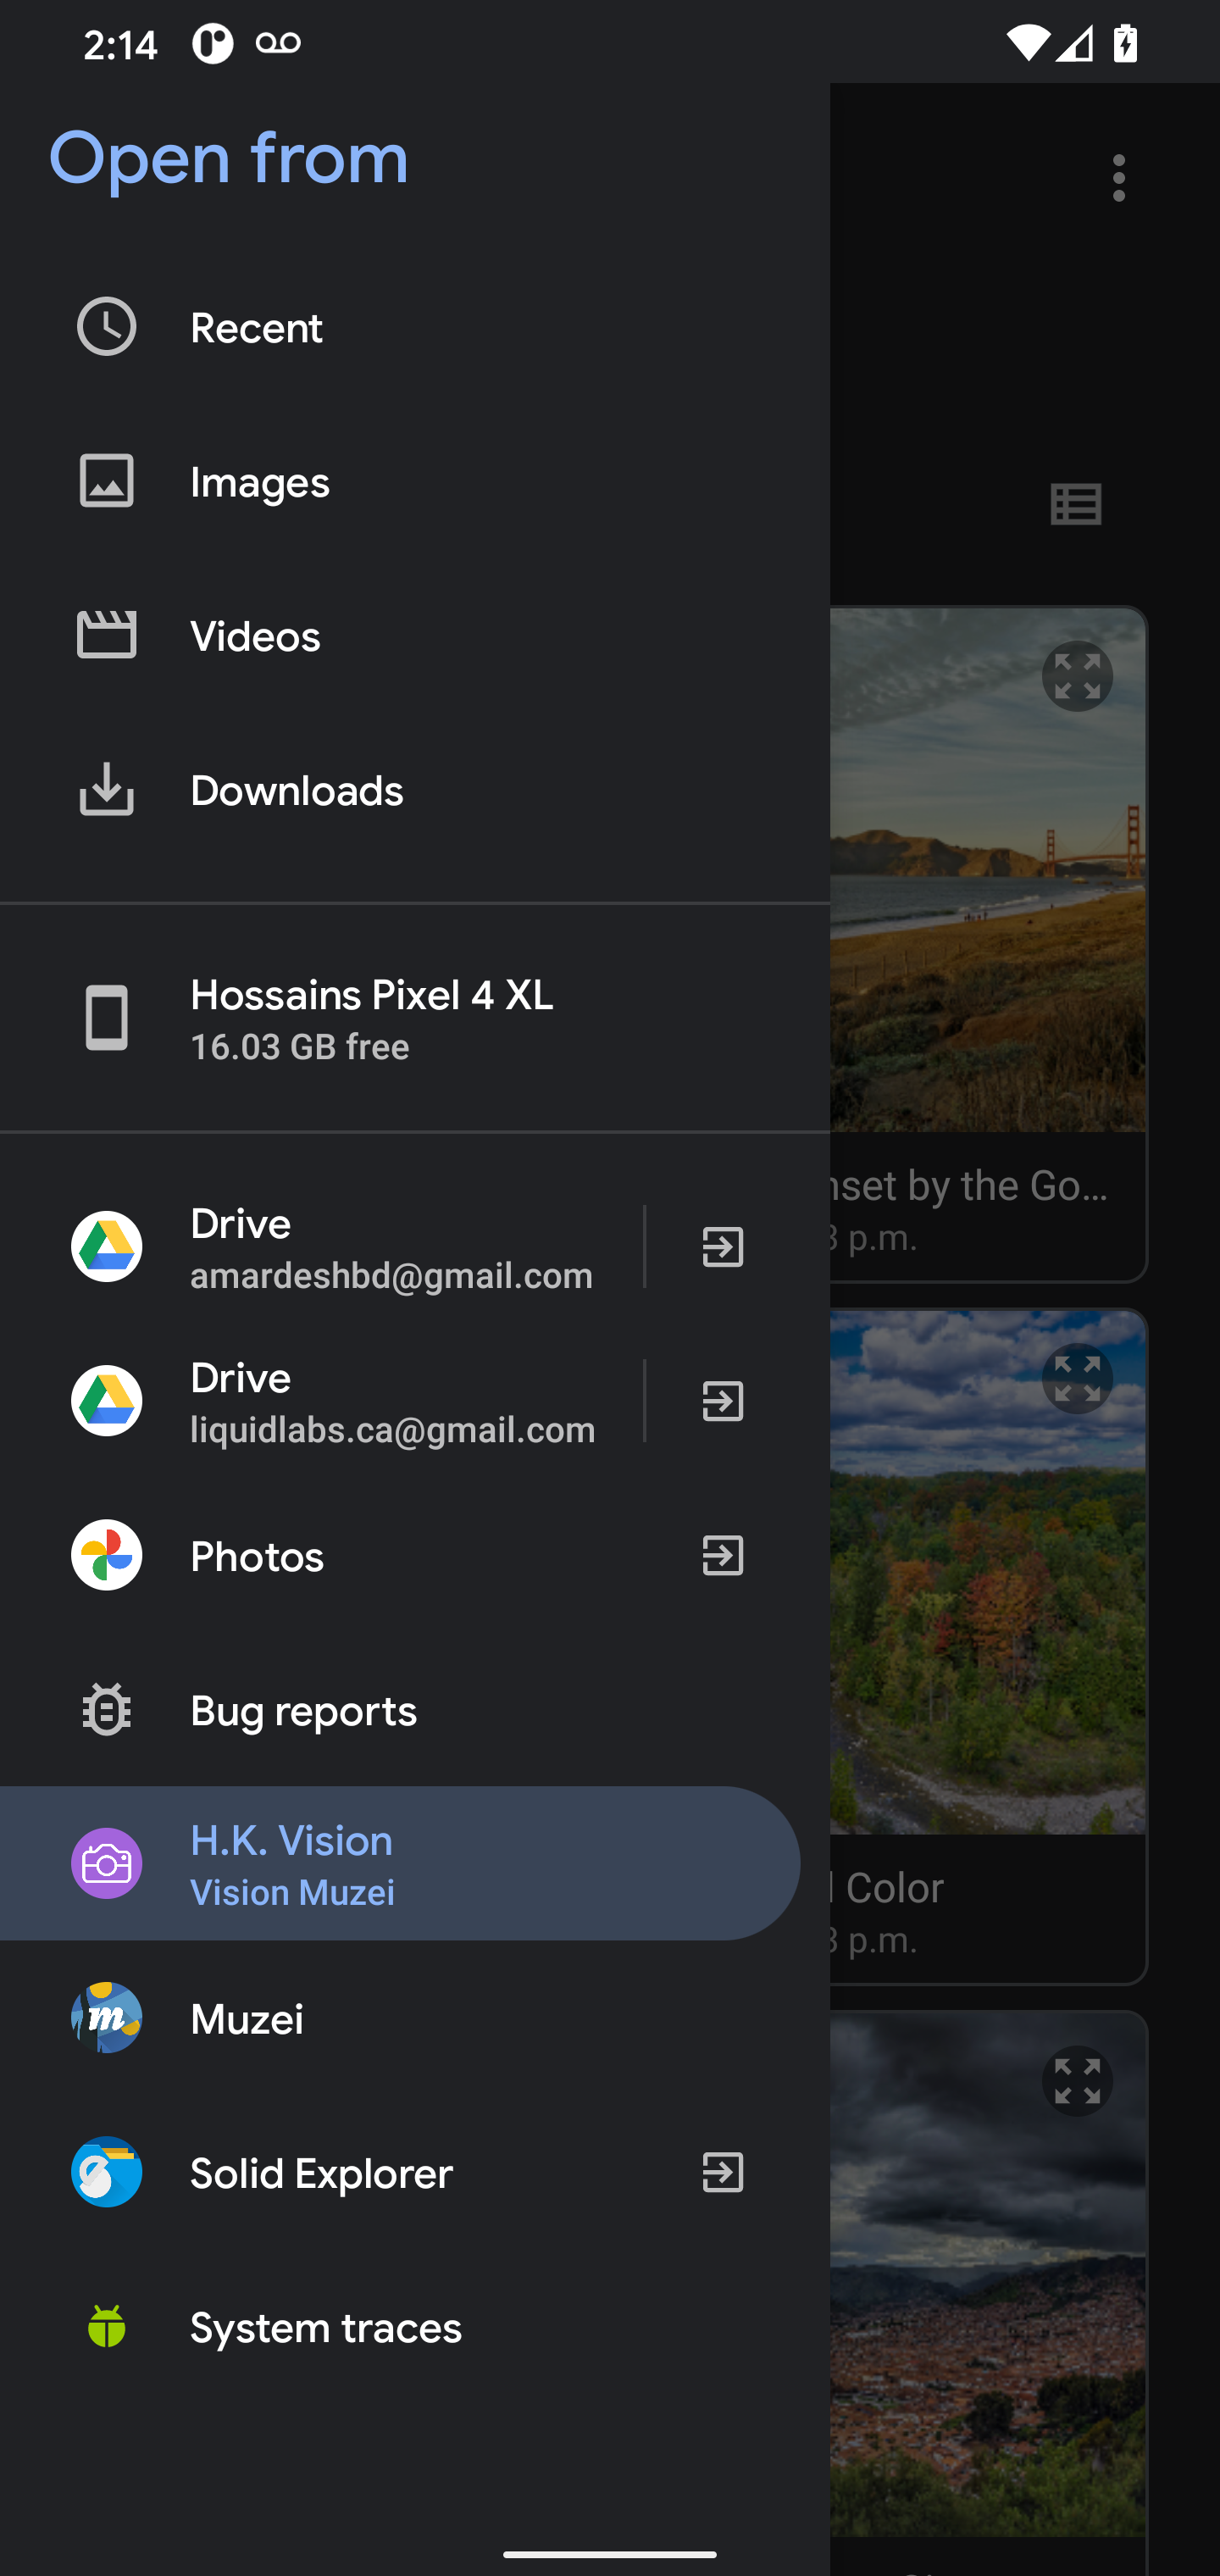 2:14
Open from
Recent
Images
Videos
Downloads
Hossains Pixel 4 XL
16.03 GB free
Drive
amardeshbd@gmail.com
nset by the Go...
p.m.
Drive
liquidlabs.ca@gmail.com
Photos
Bug reports
H.K. Vision
Vision Muzei
Color
p.m.
m Muzei
Solid Explorer
System traces